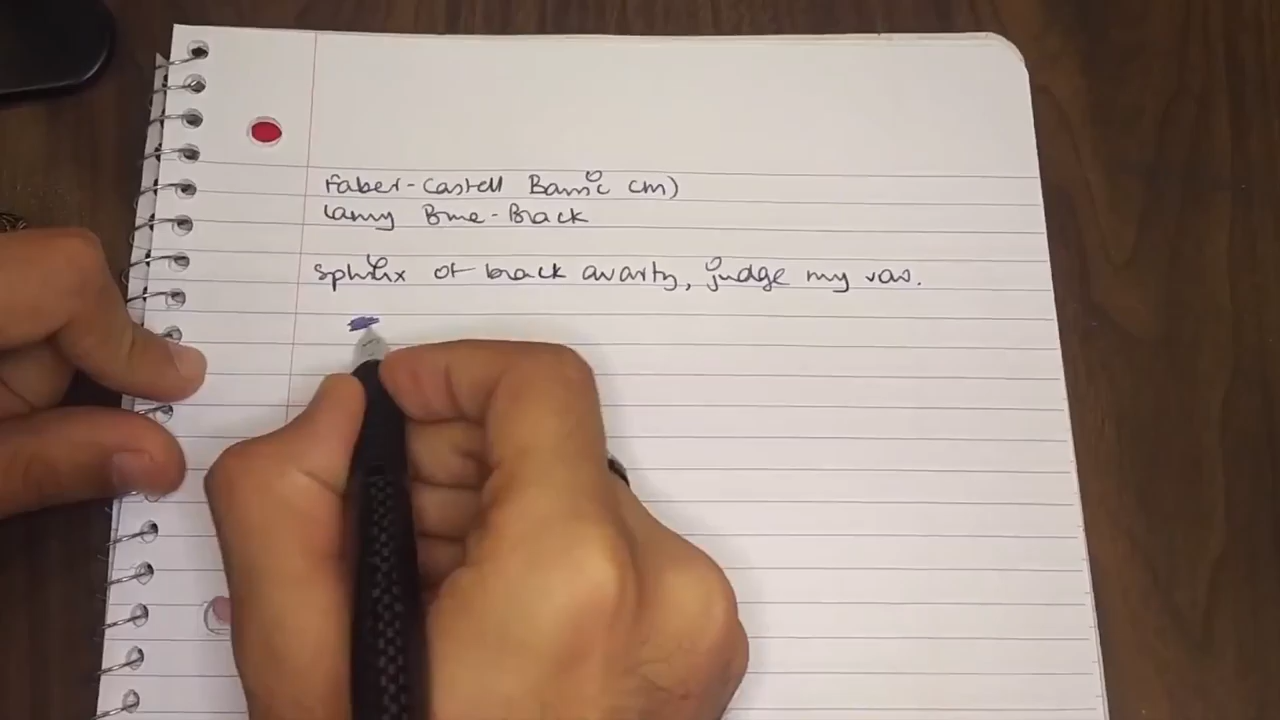 Faber-Castell Basic (M)
Lamy Blue-Black
Sphinx of black quartz, judge my vow.